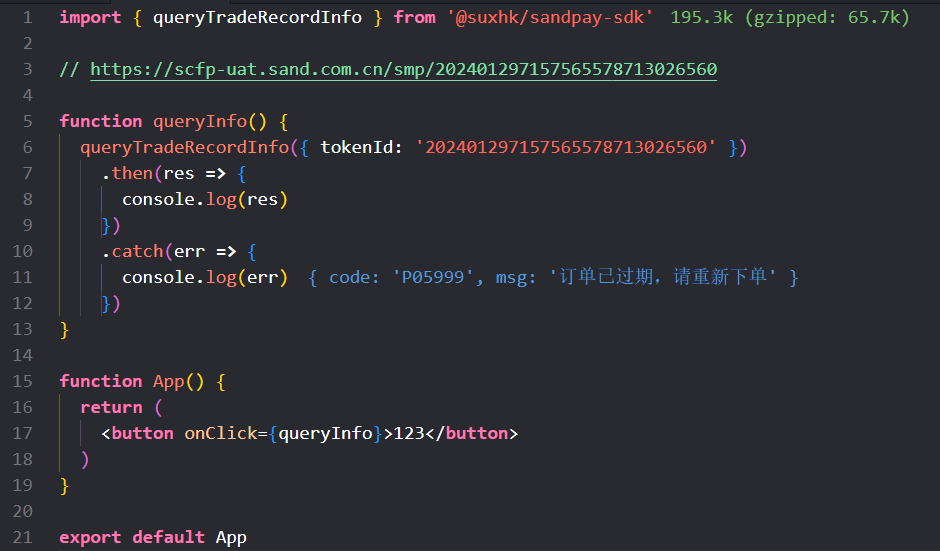 1 import { queryTradeRecordInfo } from '@suxhk/sandpay-sdk' 195.3k (gzipped: 65.7k)
2
3 // https://scfp-uat.sand.com.cn/smp/202401297157565578713026560
4
5 function queryInfo() {
6 queryTradeRecordInfo({ tokenId: '202401297157565578713026560' })
7 .then(res => {
8 console.log(res)
9 })
10 .catch(err => {
11 console.log(err) { code: 'P05999', msg: '订单已过期，请重新下单' }
12 })
13 }
14
15 function App() {
16 return (
17 <button onClick={queryInfo}>123</button>
18 )
19 }
20
21 export default App